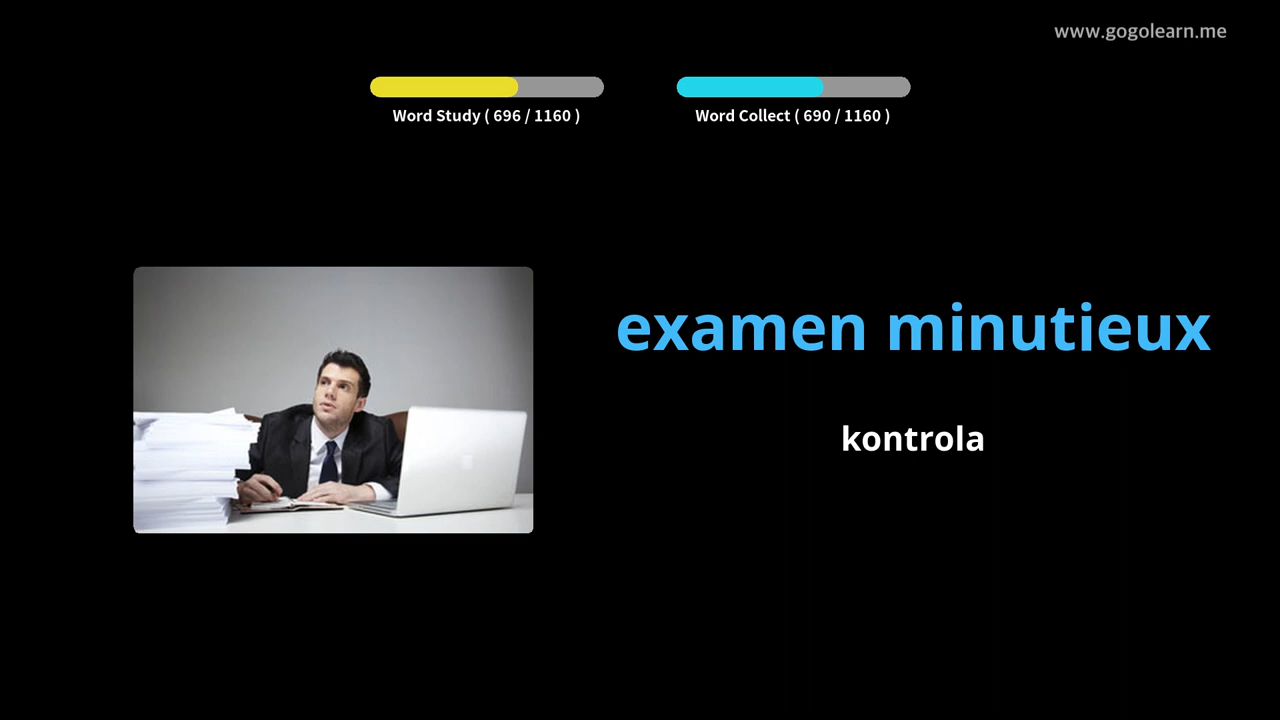 www.gogolearn.me
Word Study ( 696 / 1160 )
Word Collect ( 690 / 1160 )
examen minutieux
kontrola